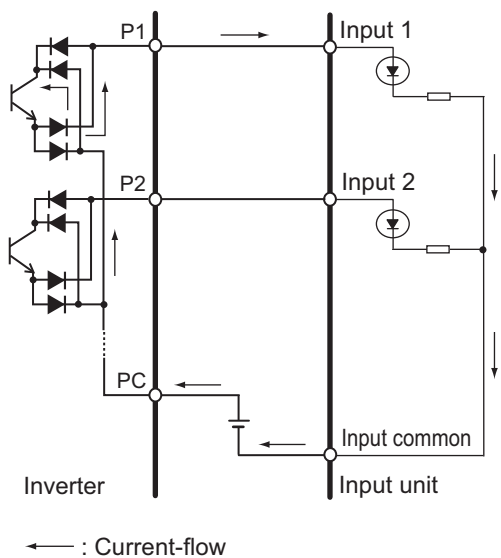 P1
Input 1
P2
Input 2
PC
Input common
Inverter
Input unit
: Current-flow